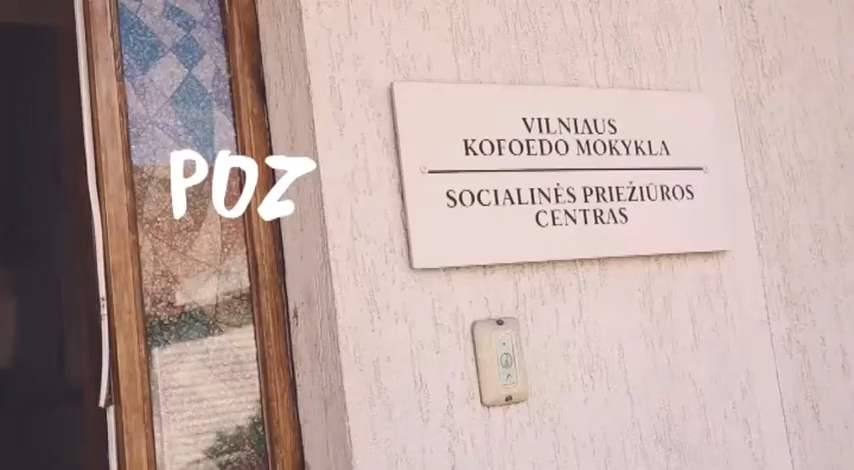 POZ
VILNIAUS
KOFOEDO MOKYKLA
SOCIALINĖS PRIEŽIŪROS
CENTRAS